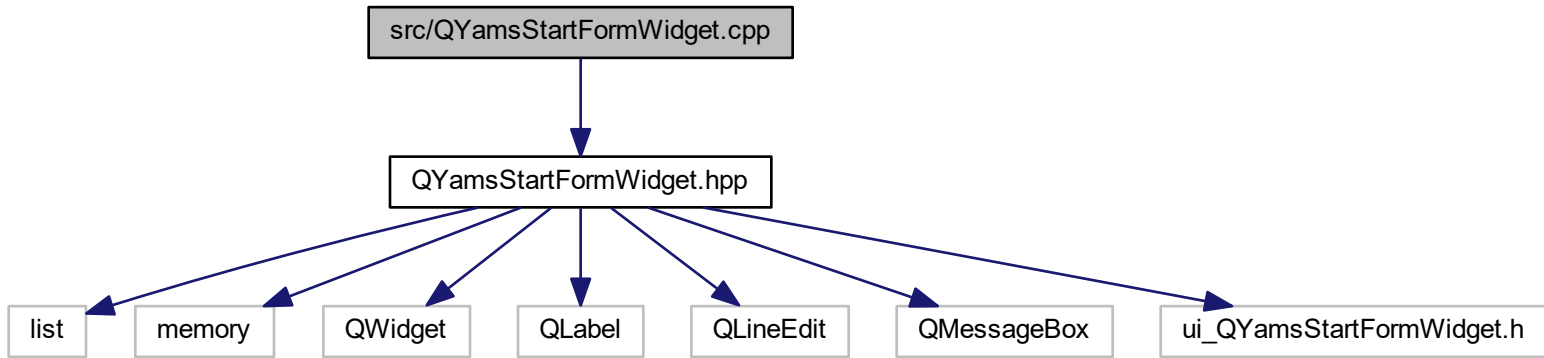 src/QYamsStartFormWidget.cpp
QYamsStartFormWidget.hpp
list
memory
QWidget
QLabel
QLineEdit
QMessageBox
ui_QYamsStartFormWidget.h